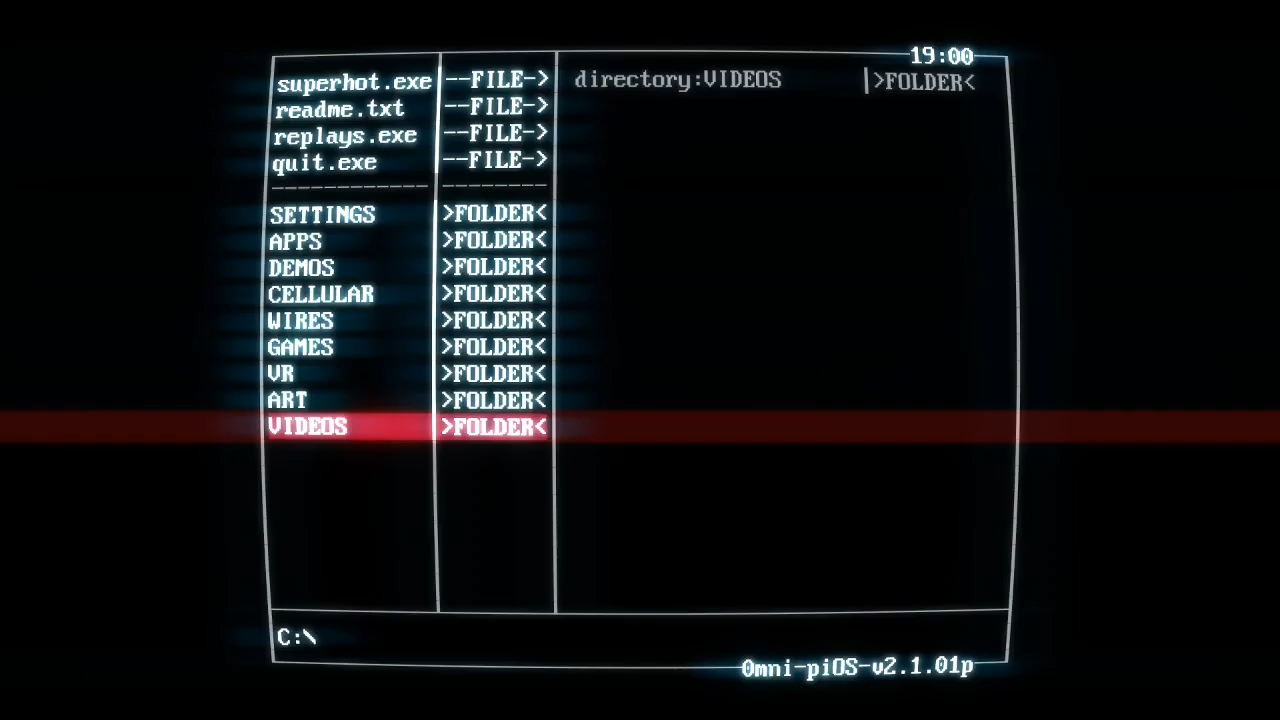 19:00
superhot.exe --FILE-> directory:VIDEOS |>FOLDER<
readme.txt --FILE->
replays.exe --FILE->
quit.exe --FILE->
------------ --------
SETTINGS >FOLDER<
APPS >FOLDER<
DEMOS >FOLDER<
CELLULAR >FOLDER<
WIRES >FOLDER<
GAMES >FOLDER<
VR >FOLDER<
ART >FOLDER<
VIDEOS >FOLDER<
C:\
0mni-piOS-v2.1.01p